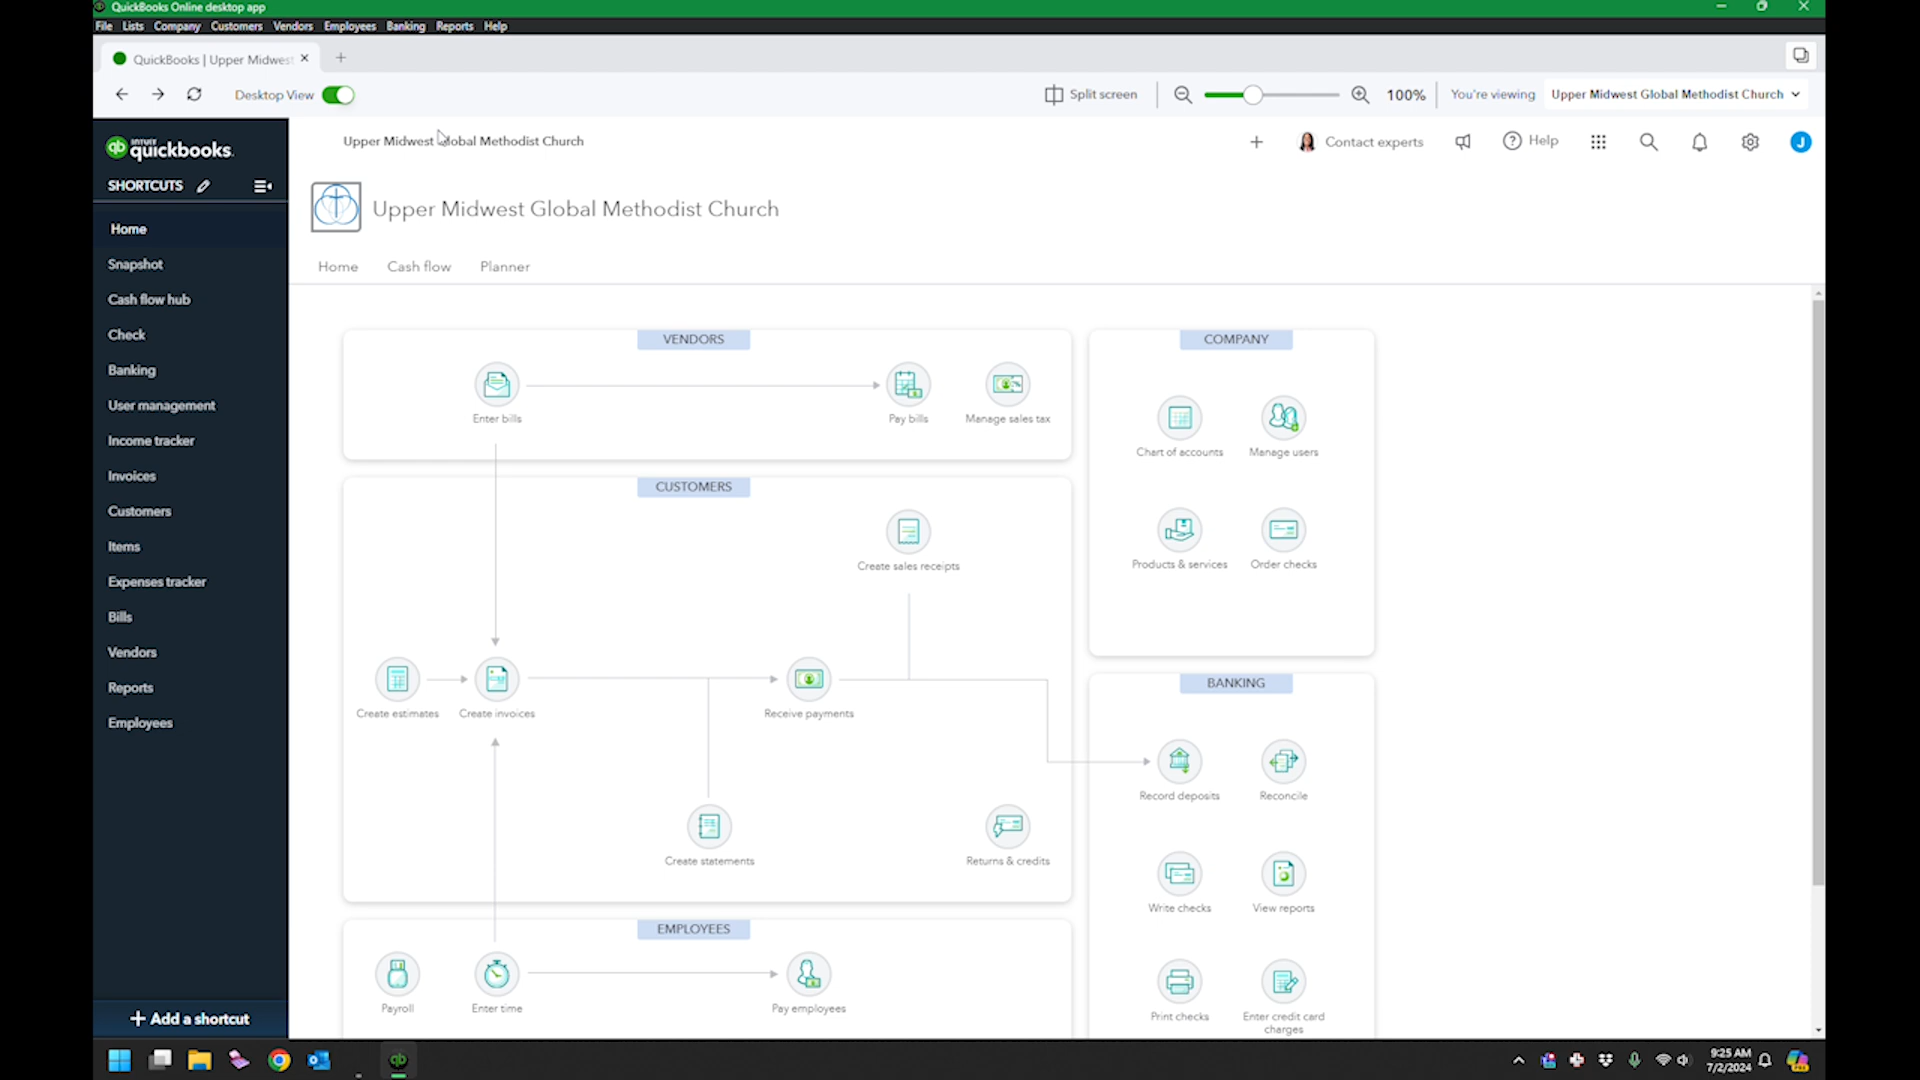 QuickBooks Online desktop app
File Lists Company Customers Vendors Employees Banking Reports Help
QuickBooks | Upper Midwest
Desktop View
Split screen
100%
You're viewing
Upper Midwest Global Methodist Church
INTUIT
quickbooks.
SHORTCUTS
Home
Snapshot
Cash flow hub
Check
Banking
User management
Income tracker
Invoices
Customers
Items
Expenses tracker
Bills
Vendors
Reports
Employees
+ Add a shortcut
Upper Midwest Global Methodist Church
Contact experts
Help
J
Upper Midwest Global Methodist Church
Home Cash flow Planner
VENDORS
Enter bills
Pay bills
Manage sales tax
CUSTOMERS
Create sales receipts
Create estimates
Create invoices
Receive payments
Create statements
Returns & credits
EMPLOYEES
Payroll
Enter time
Pay employees
COMPANY
Chart of accounts
Manage users
Products & services
Order checks
BANKING
Record deposits
Reconcile
Write checks
View reports
Print checks
Enter credit card
charges
9:25 AM
7/2/2024